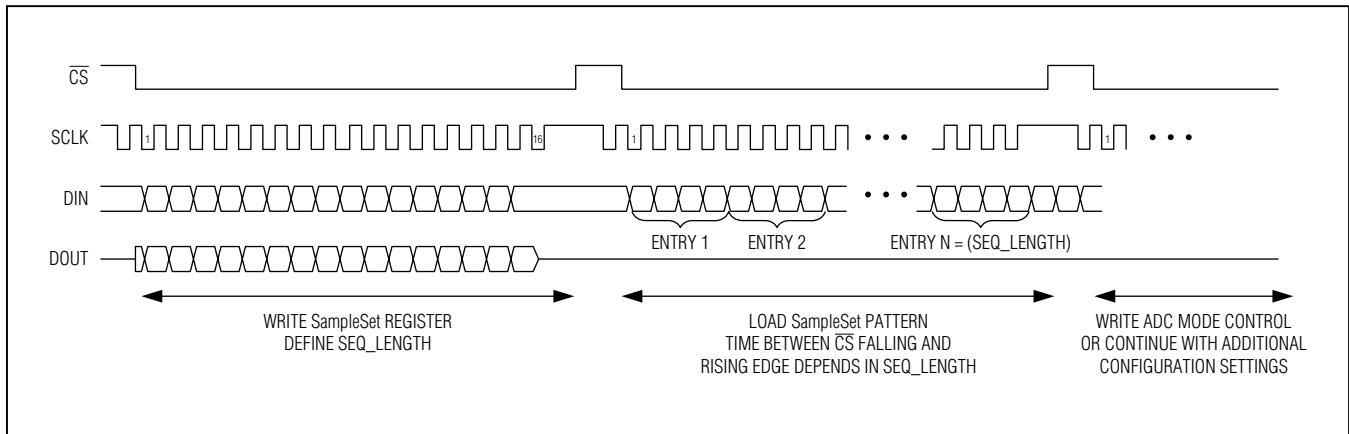 CS
SCLK
1
16
1
• • •
1
• • •
DIN
• • •
ENTRY 1
ENTRY 2
ENTRY N = (SEQ_LENGTH)
DOUT
WRITE SampleSet REGISTER
DEFINE SEQ_LENGTH
LOAD SampleSet PATTERN
TIME BETWEEN CS FALLING AND
RISING EDGE DEPENDS IN SEQ_LENGTH
WRITE ADC MODE CONTROL
OR CONTINUE WITH ADDITIONAL
CONFIGURATION SETTINGS